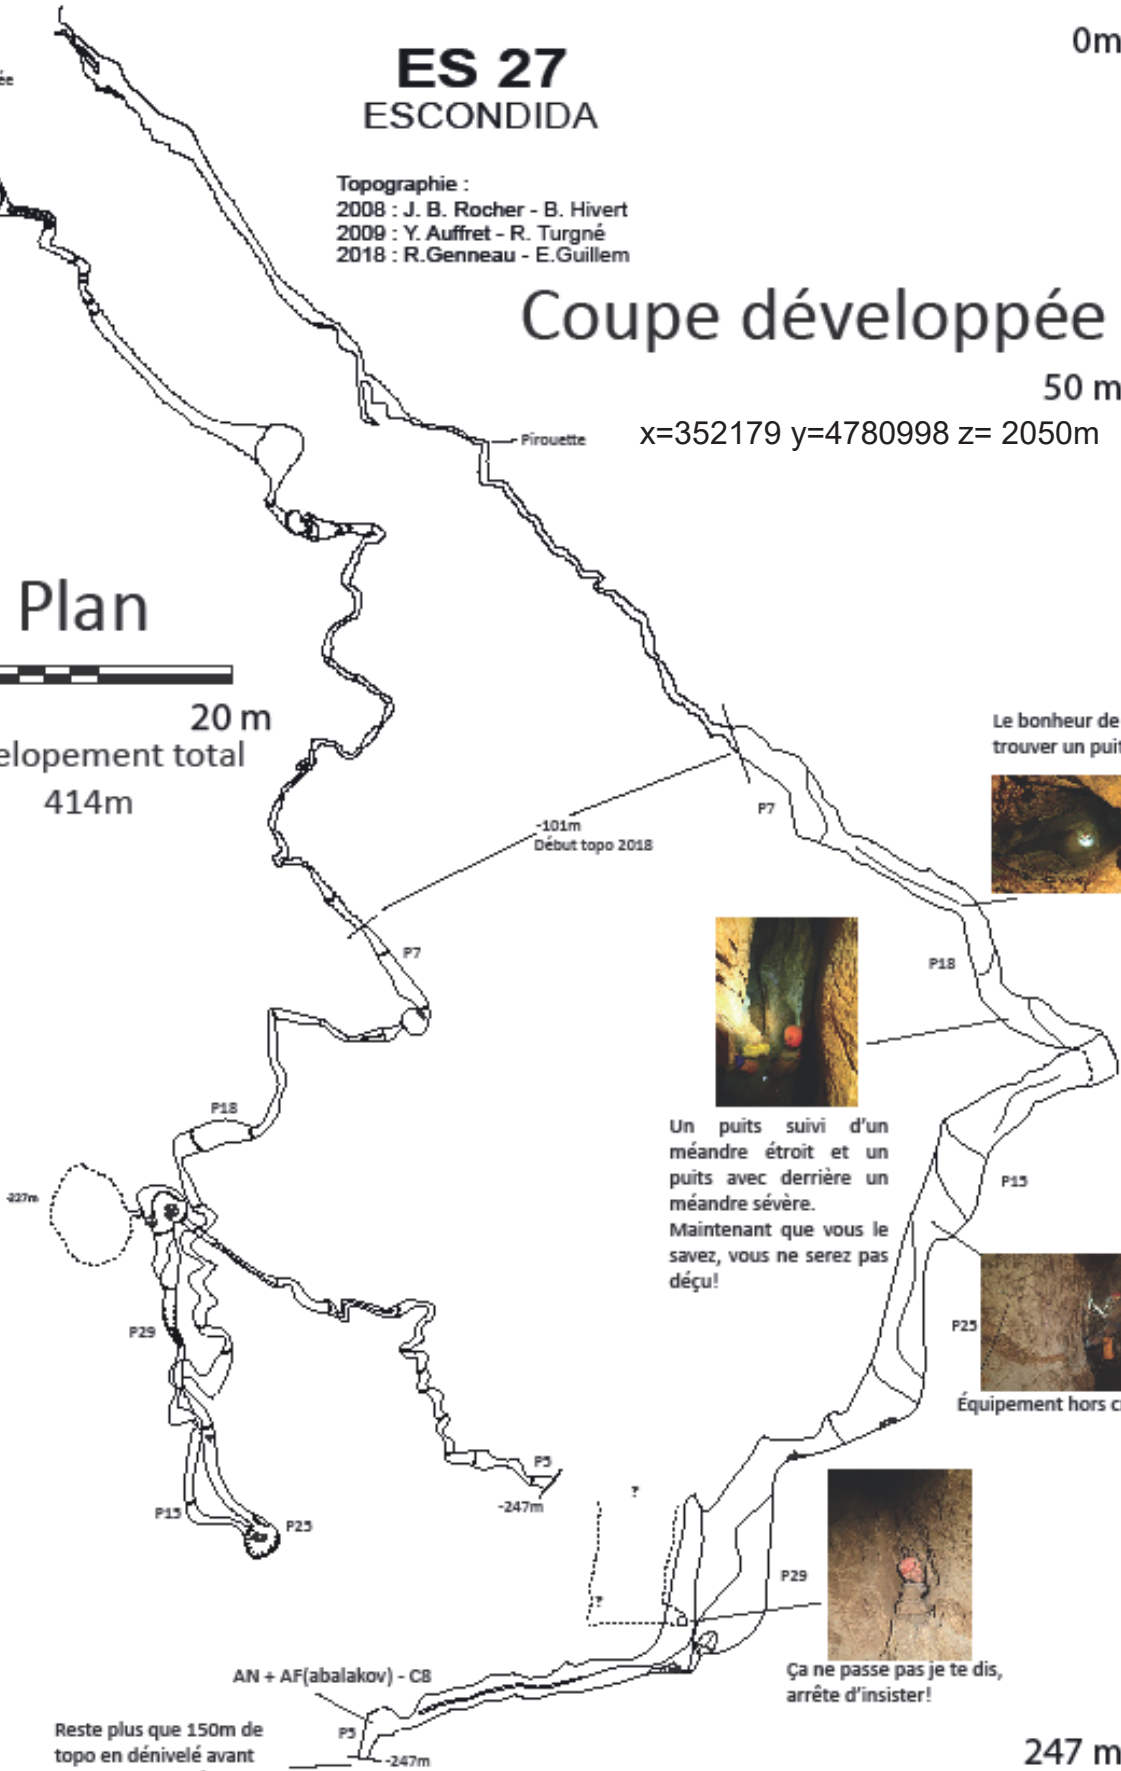 ée
ES 27
ESCONDIDA
0m
Topographie :
2008 : J. B. Rocher - B. Hivert
2009 : Y. Auffret - R. Turgné
2018 : R.Genneau - E.Guillem
Coupe développée
50 m
x=352179 y=4780998 z= 2050m
Pirouette
Plan
20 m
elopement total
414m
Le bonheur de
trouver un puit
P7
-101m
Début topo 2018
P7
P18
P18
Un puits suivi d'un
méandre étroit et un
puits avec derrière un
méandre sévère.
Maintenant que vous le
savez, vous ne serez pas
déçu!
P15
-227m
P29
P25
Équipement hors c
P5
-247m
P15
P25
?
?
P29
Ça ne passe pas je te dis,
arrête d'insister!
AN + AF(abalakov) - C8
P5
-247m
Reste plus que 150m de
topo en dénivelé avant
247 m